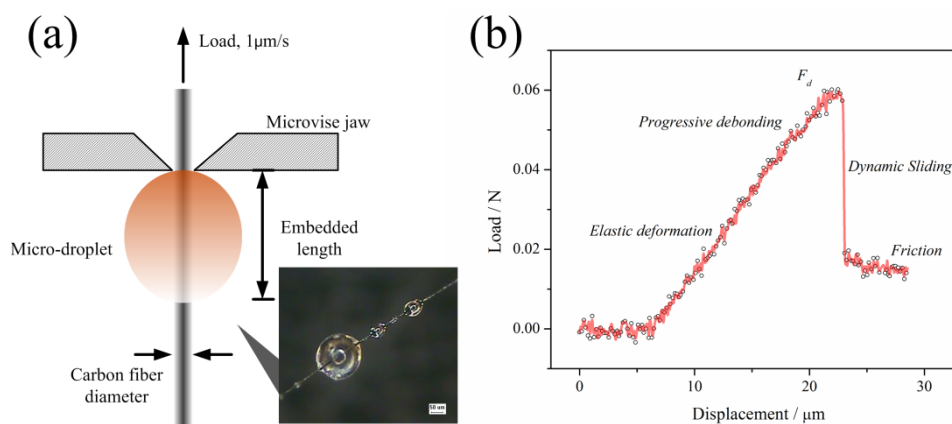 (a)
Load, 1μm/s
Microvise jaw
Micro-droplet
Embedded
length
Carbon fiber
diameter
50 um
(b)
Load / N
0.06
0.04
0.02
0.00
F_d
Progressive debonding
Dynamic Sliding
Elastic deformation
Friction
0
10
20
30
Displacement / μm